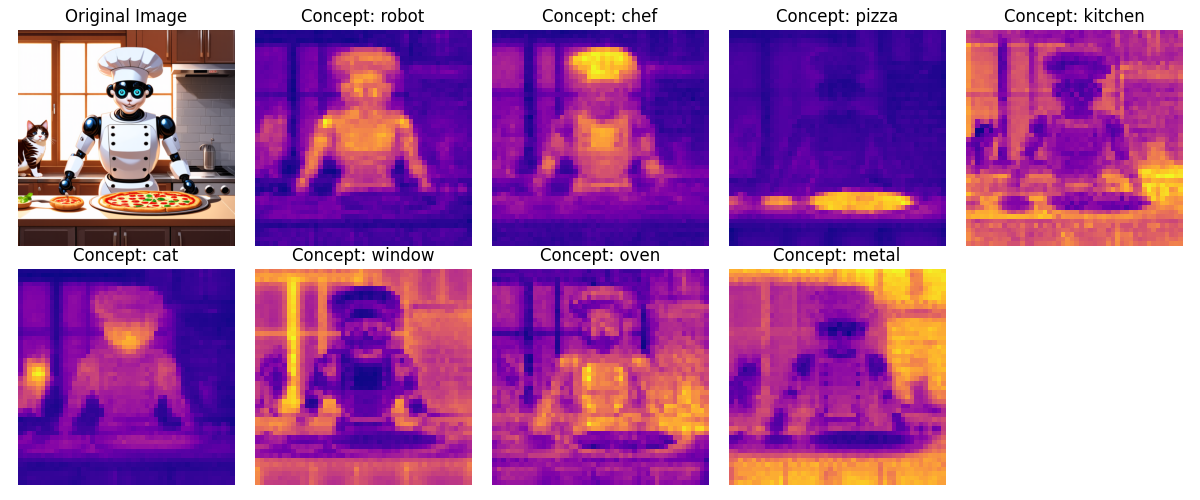 Original Image
Concept: robot
Concept: chef
Concept: pizza
Concept: kitchen
Concept: cat
Concept: window
Concept: oven
Concept: metal